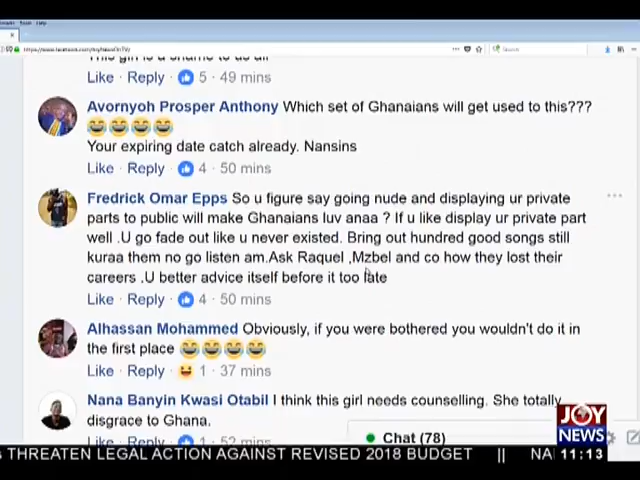 https://www.facebook.com/JoyNewsOnTV/
Search
This girl is a shame to us all
Like · Reply · 5 · 49 mins
Avornyoh Prosper Anthony Which set of Ghanaians will get used to this???
Your expiring date catch already. Nansins
Like · Reply · 4 · 50 mins
Fredrick Omar Epps So u figure say going nude and displaying ur private
parts to public will make Ghanaians luv anaa ? If u like display ur private part
well .U go fade out like u never existed. Bring out hundred good songs still
kuraa them no go listen am.Ask Raquel ,Mzbel and co how they lost their
careers .U better advice itself before it too late
Like · Reply · 4 · 50 mins
Alhassan Mohammed Obviously, if you were bothered you wouldn't do it in
the first place
Like · Reply · 1 · 37 mins
Nana Banyin Kwasi Otabil I think this girl needs counselling. She totally
disgrace to Ghana.
Like · Reply · 1 · 52 mins
Chat (78)
JOY
NEWS
S THREATEN LEGAL ACTION AGAINST REVISED 2018 BUDGET || NA
11:13